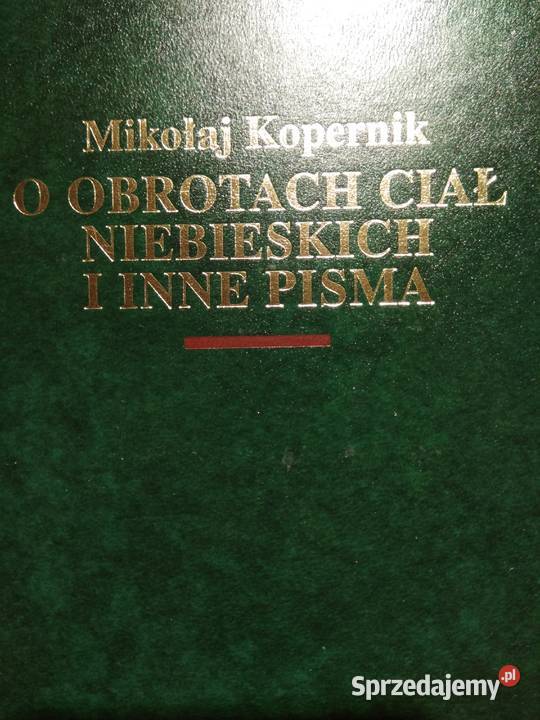 Mikołaj Kopernik
O OBROTACH CIAŁ
NIEBIESKICH
I INNE PISMA
Sprzedajemy.pl